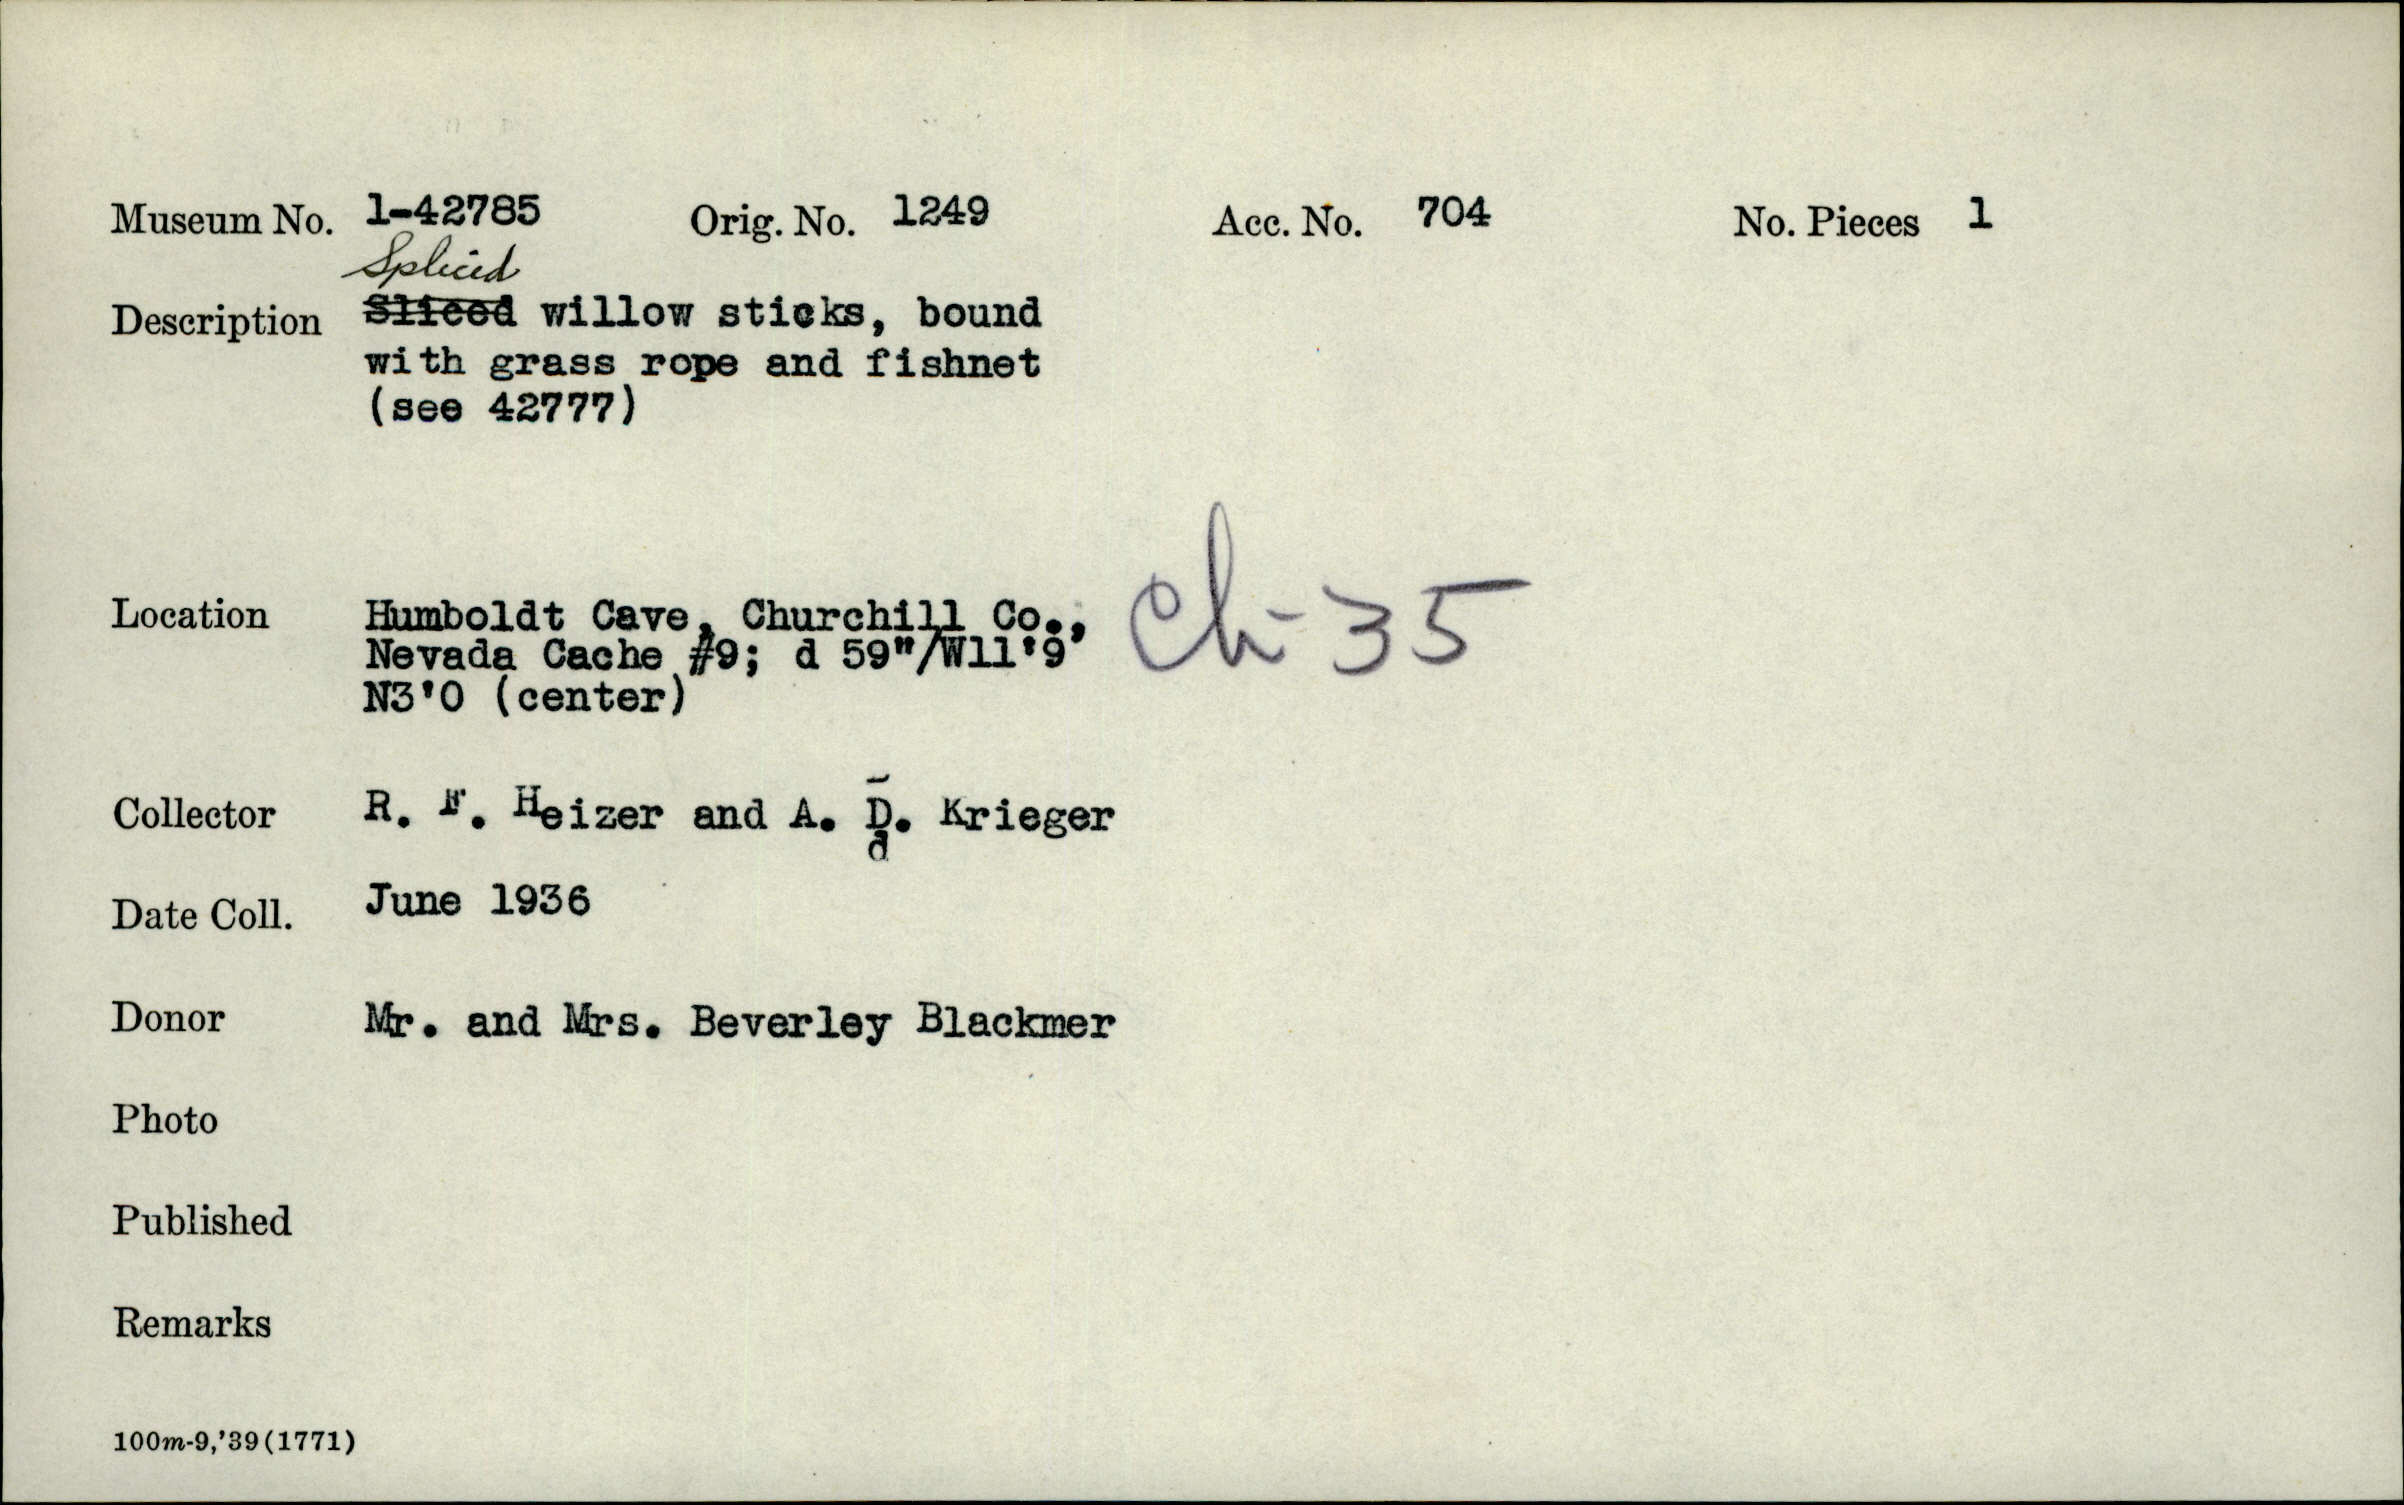 Museum No. 1-42785 Orig. No. 1249 Acc. No. 704 No. Pieces 1
Spliced
Description Sliced willow sticks, bound
with grass rope and fishnet
(see 42777)
Location Humboldt Cave, Churchill Co.,
Nevada Cache #9; d 59"/W11'9'
N3'0 (center)
Ch-35
Collector R. F. Heizer and A. D. Krieger
Date Coll. June 1936
Donor Mr. and Mrs. Beverley Blackmer
Photo
Published
Remarks
100m-9,'39(1771)